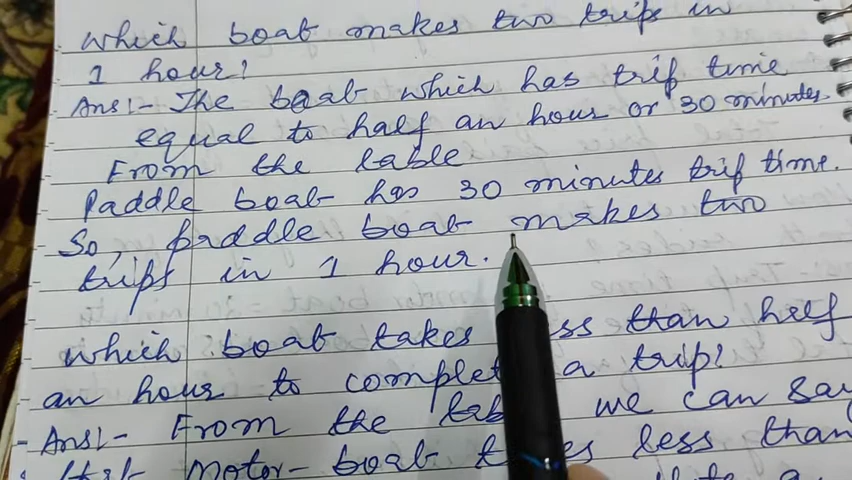 which boat makes two trips in
1 hour?
Ans:- The boat which has trip time
equal to half an hour or 30 minutes
From the table
Paddle boat has 30 minutes trip time.
So, paddle boat makes two
trips in 1 hour.
which boat takes less than half
an hour to complete a trip?
Ans:- From the table we can say
that Motor-boat takes less than